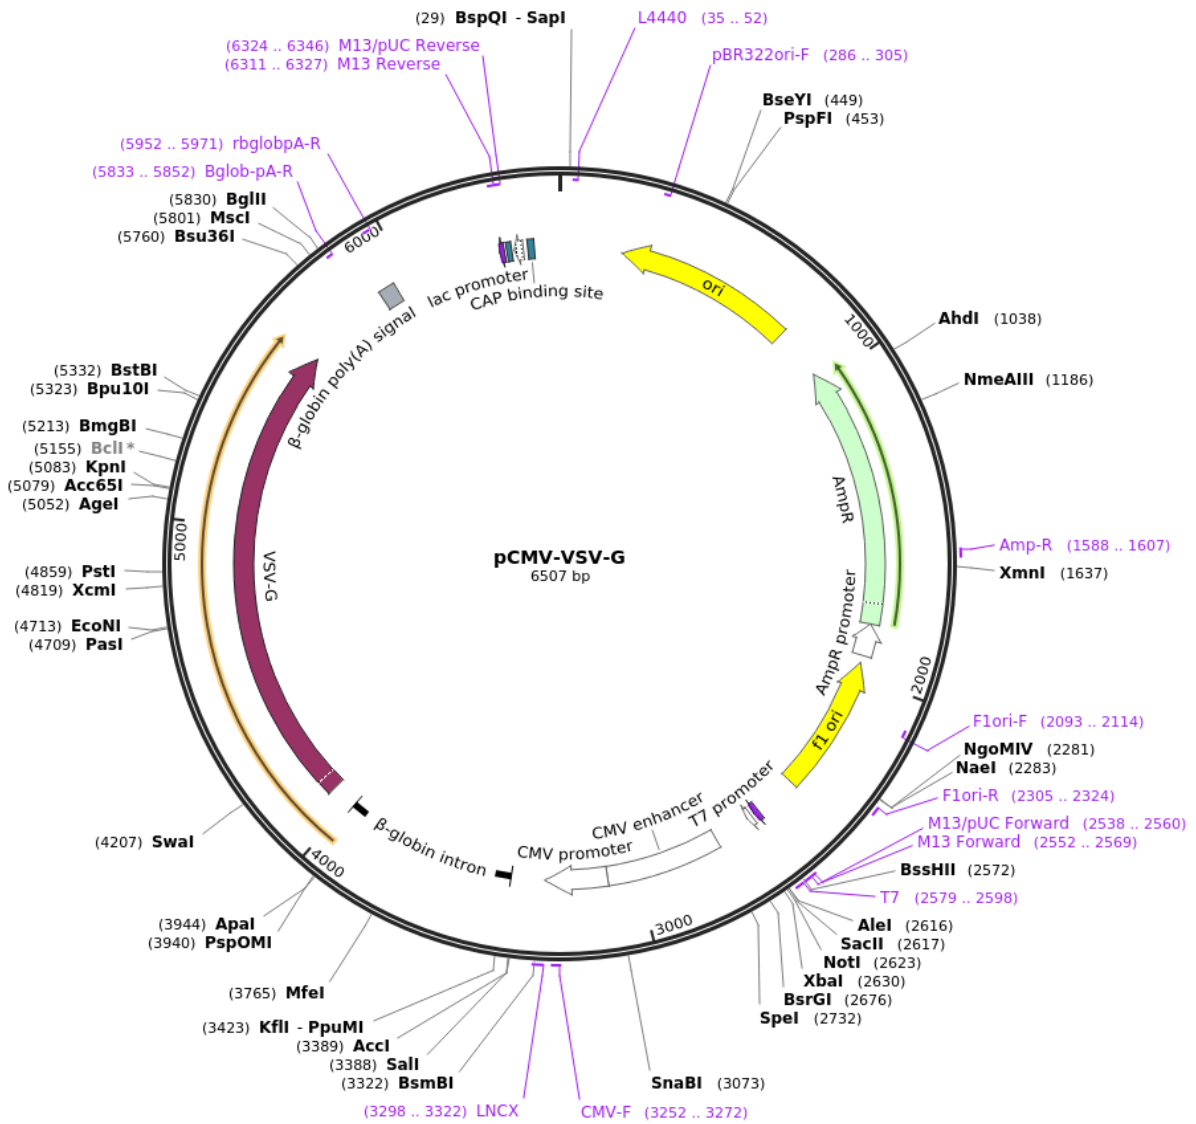 (29) BspQI - SapI
L4440 (35 .. 52)
(6324 .. 6346) M13/pUC Reverse
(6311 .. 6327) M13 Reverse
pBR322ori-F (286 .. 305)
BseYI (449)
PspFI (453)
(5952 .. 5971) rbglobpA-R
(5833 .. 5852) Bglob-pA-R
(5830) BglII
(5801) MscI
(5760) Bsu36I
6000
lac promoter
CAP binding site
ori
1000
AhdI (1038)
NmeAIII (1186)
β-globin poly(A) signal
(5332) BstBI
(5323) Bpu10I
(5213) BmgBI
(5155) BclI*
(5083) KpnI
(5079) Acc65I
(5052) AgeI
5000
AmpR
Amp-R (1588 .. 1607)
XmnI (1637)
pCMV-VSV-G
6507 bp
VSV-G
(4859) PstI
(4819) XcmI
(4713) EcoNI
(4709) PasI
AmpR promoter
2000
f1 ori
F1ori-F (2093 .. 2114)
NgoMIV (2281)
NaeI (2283)
F1ori-R (2305 .. 2324)
M13/pUC Forward (2538 .. 2560)
M13 Forward (2552 .. 2569)
BssHII (2572)
T7 (2579 .. 2598)
T7 promoter
CMV enhancer
CMV promoter
β-globin intron
(4207) SwaI
4000
3000
AleI (2616)
SacII (2617)
NotI (2623)
XbaI (2630)
BsrGI (2676)
SpeI (2732)
(3944) ApaI
(3940) PspOMI
(3765) MfeI
(3423) KflI - PpuMI
(3389) AccI
(3388) SalI
(3322) BsmBI
SnaBI (3073)
(3298 .. 3322) LNCX
CMV-F (3252 .. 3272)